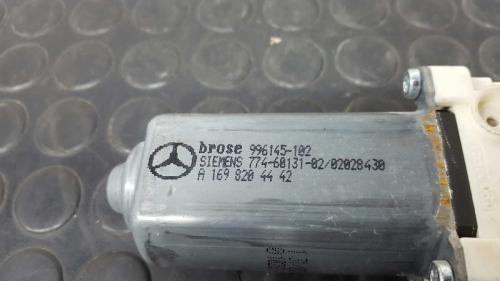 brose 996145-102
SIEMENS 774-60131-02/02028430
A 169 820 44 42